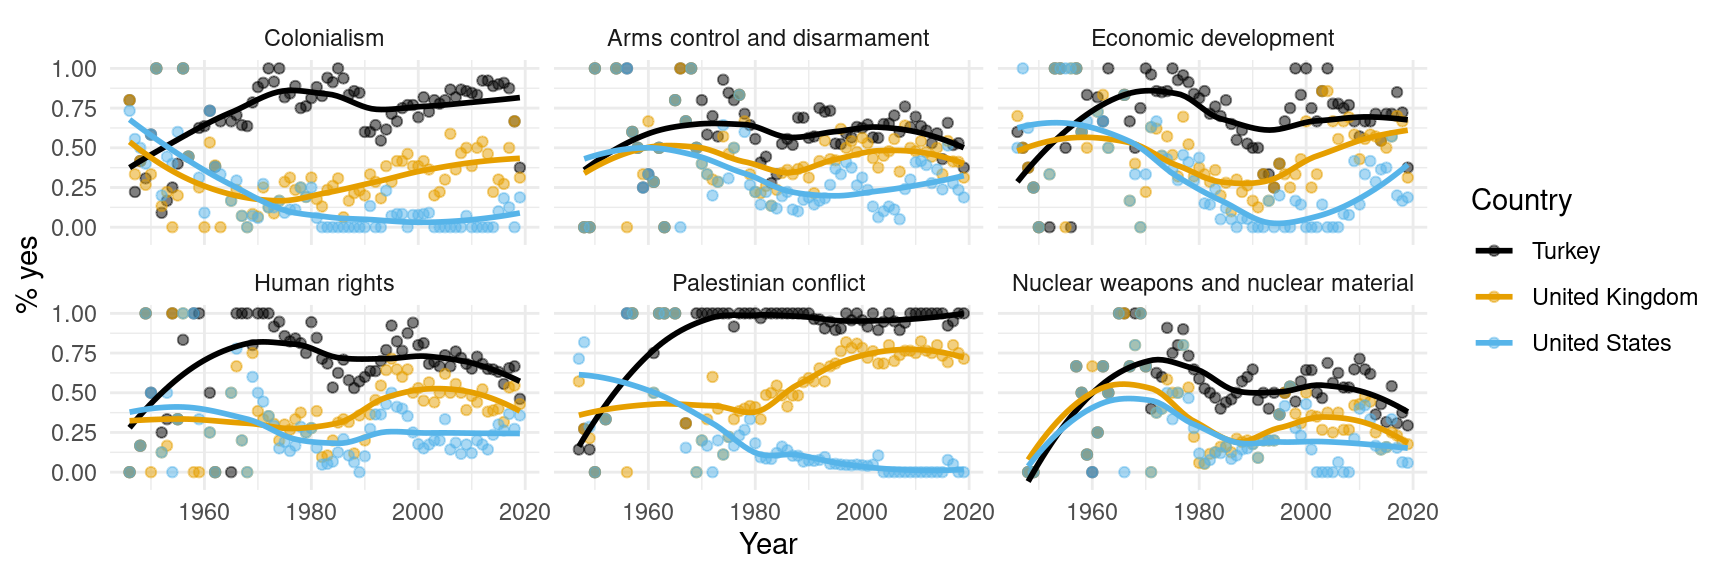 Colonialism
Arms control and disarmament
Economic development
1.00
0.75
0.50
0.25
0.00
Human rights
Palestinian conflict
Nuclear weapons and nuclear material
1.00
0.75
0.50
0.25
0.00
1960 1980 2000 2020
1960 1980 2000 2020
1960 1980 2000 2020
Year
% yes
Country
Turkey
United Kingdom
United States